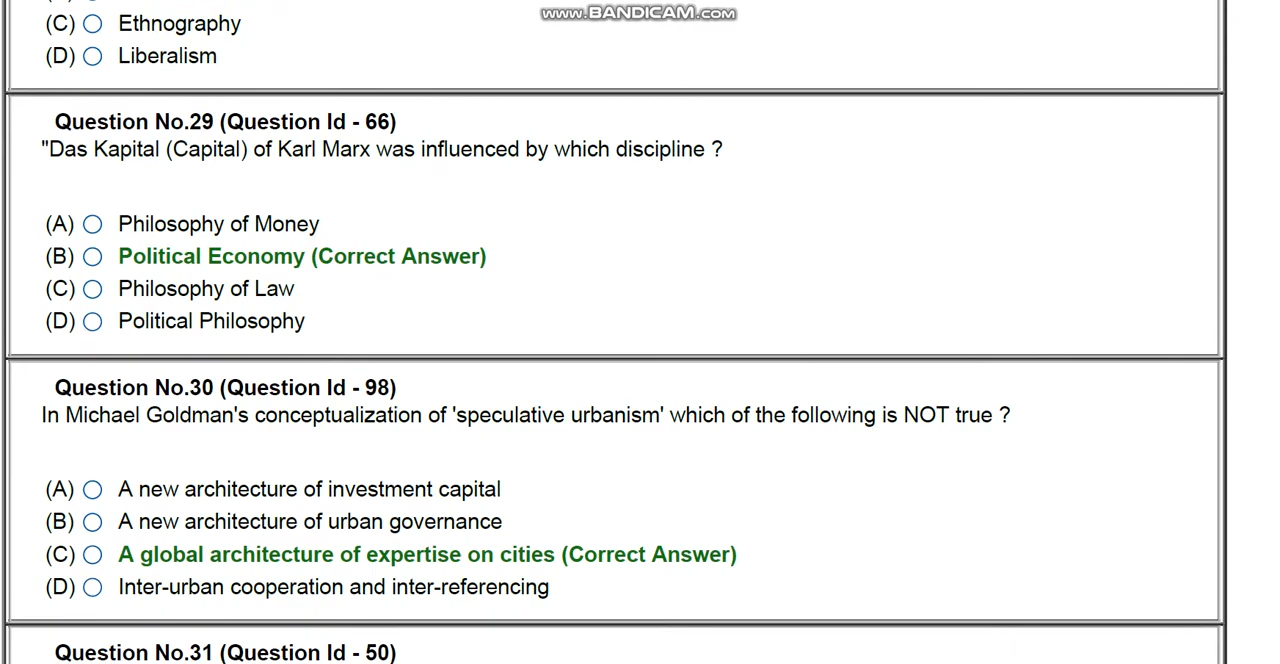 www.BANDICAM.com
(C) Ethnography
(D) Liberalism
Question No.29 (Question Id - 66)
"Das Kapital (Capital) of Karl Marx was influenced by which discipline ?
(A) Philosophy of Money
(B) Political Economy (Correct Answer)
(C) Philosophy of Law
(D) Political Philosophy
Question No.30 (Question Id - 98)
In Michael Goldman's conceptualization of 'speculative urbanism' which of the following is NOT true ?
(A) A new architecture of investment capital
(B) A new architecture of urban governance
(C) A global architecture of expertise on cities (Correct Answer)
(D) Inter-urban cooperation and inter-referencing
Question No.31 (Question Id - 50)